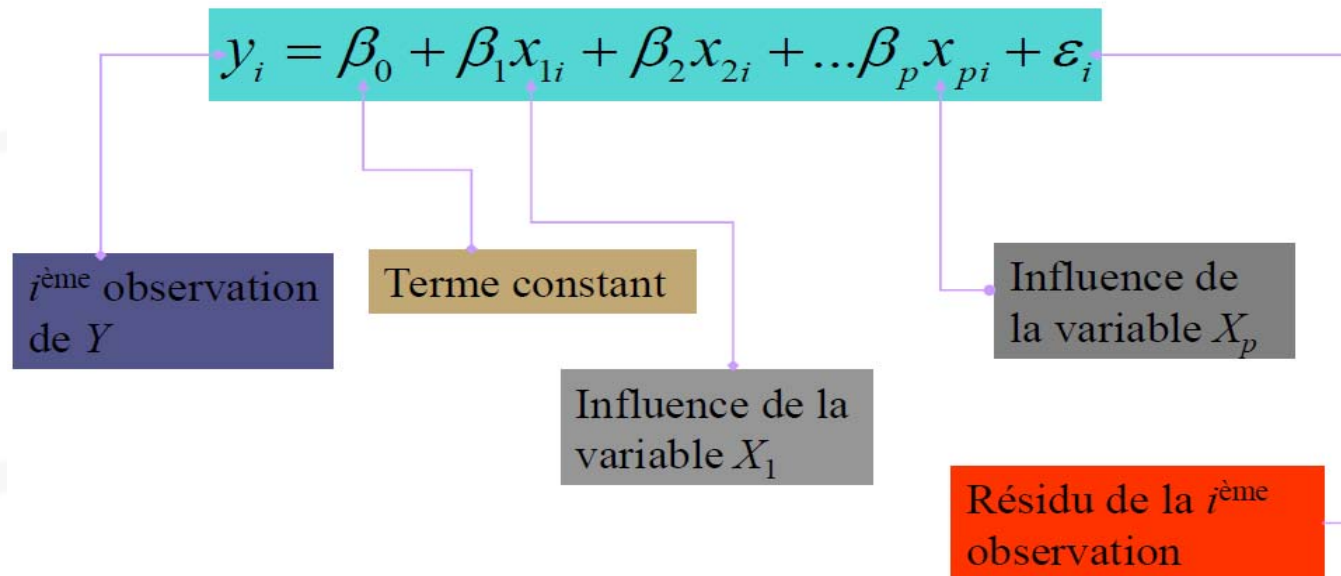 yᵢ = β₀ + β₁x₁ᵢ + β₂x₂ᵢ + ...βₚxₚᵢ + εᵢ
iᵉᵐᵉ observation
de Y
Terme constant
Influence de la
variable X₁
Influence de
la variable Xₚ
Résidu de la iᵉᵐᵉ
observation